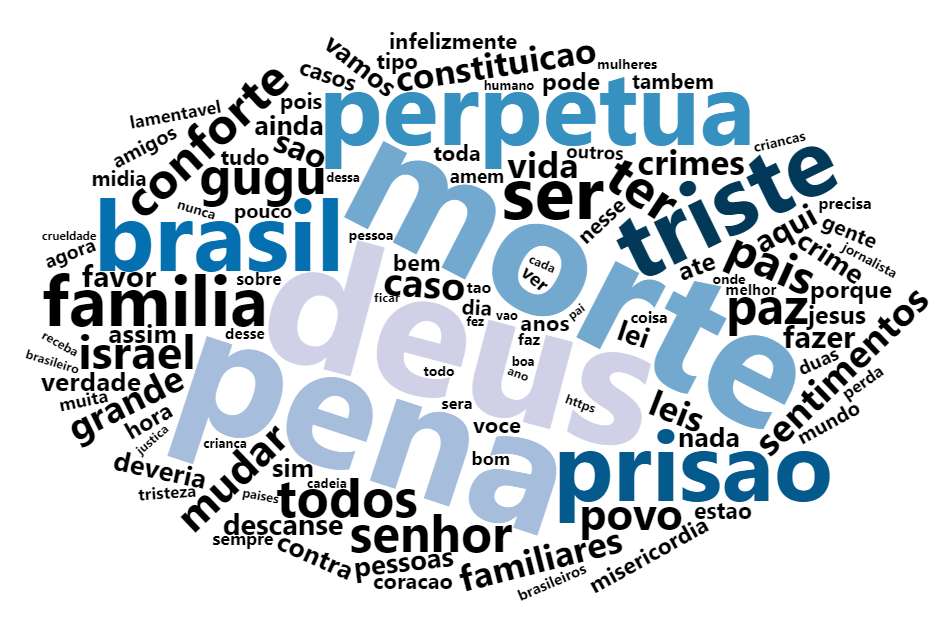 infelizmente
vamos
tipo
constituicao
mulheres
casos
humano
pode
tambem
conforte
pois
perpetua
lamentavel
ainda
amigos
sao
toda
vida
outros
crimes
criancas
tudo
gugu
dessa
amem
ser
ter
triste
midia
nunca
pouco
morte
nesse
precisa
brasil
pessoa
aqui
gente
crueldade
agora
pais
crime
jornalista
favor
sobre
bem
cada
ver
ate
onde
melhor
porque
familia
deus
caso
tao
ficar
dia
vao
pai
fez
anos
coisa
paz
jesus
assim
desse
faz
lei
fazer
receba
israel
brasileiro
boa
ano
todo
duas
sentimentos
verdade
muita
grande
pena
https
perda
hora
sera
leis
mundo
justica
crianca
voce
nada
mudar
deveria
sim
bom
prisao
tristeza
paises
cadeia
todos
povo
estao
descanse
senhor
sempre
contra
pessoas
familiares
misericordia
coracao
brasileiros